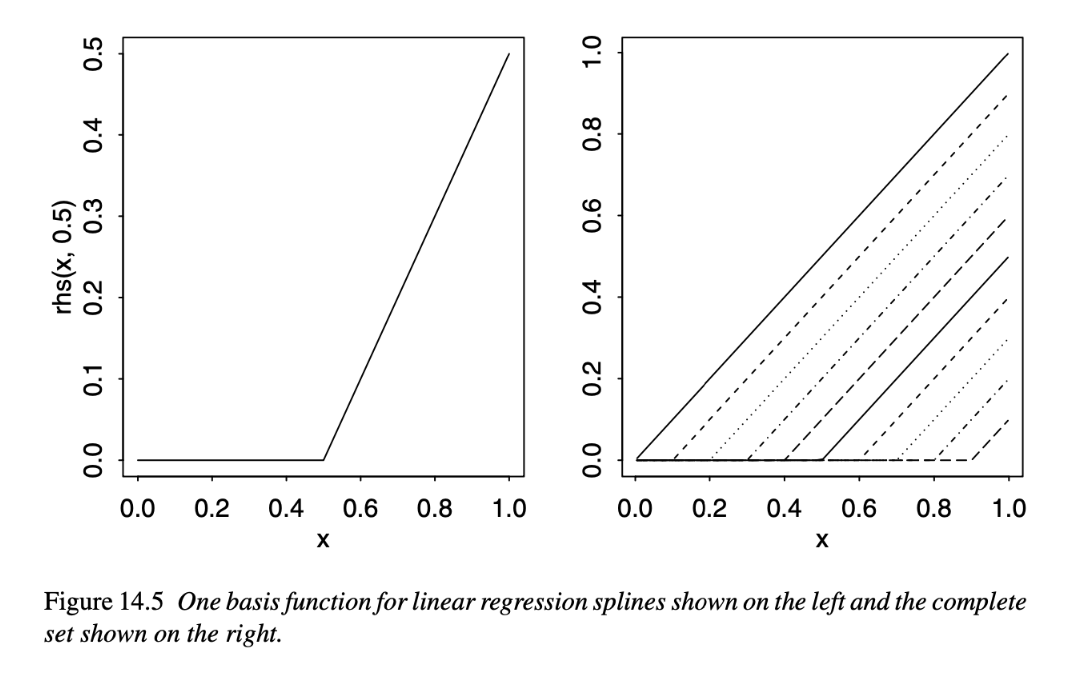 rhs(x, 0.5)
0.5
0.4
0.3
0.2
0.1
0.0
0.0 0.2 0.4 0.6 0.8 1.0
x
1.0
0.8
0.6
0.4
0.2
0.0
0.0 0.2 0.4 0.6 0.8 1.0
x
Figure 14.5 One basis function for linear regression splines shown on the left and the complete
set shown on the right.